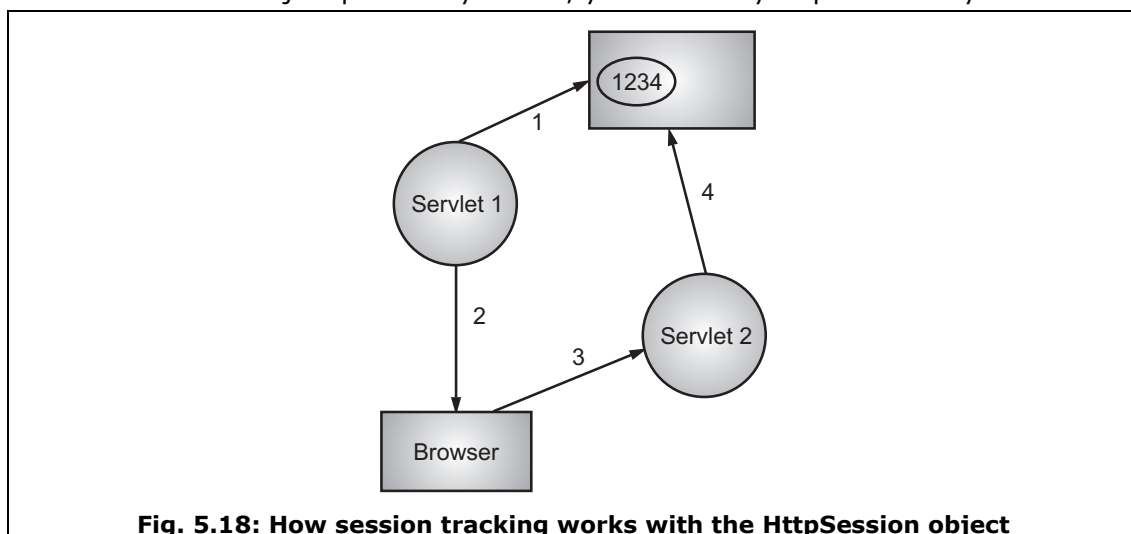 1234
1
Servlet 1
4
2
Servlet 2
3
Browser
Fig. 5.18: How session tracking works with the HttpSession object